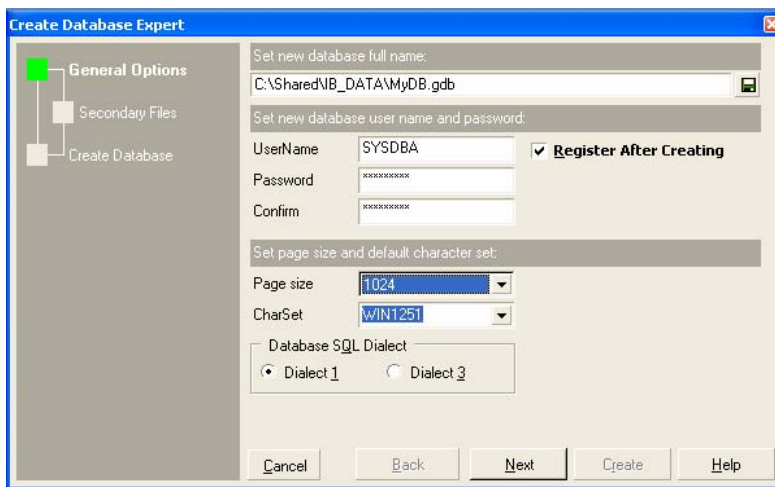 Create Database Expert
General Options
Secondary Files
Create Database
Set new database full name:
C:\Shared\IB_DATA\MyDB.gdb
Set new database user name and password:
UserName
SYSDBA
Register After Creating
Password
*********
Confirm
*********
Set page size and default character set:
Page size
1024
CharSet
WIN1251
Database SQL Dialect
Dialect 1
Dialect 3
Cancel
Back
Next
Create
Help